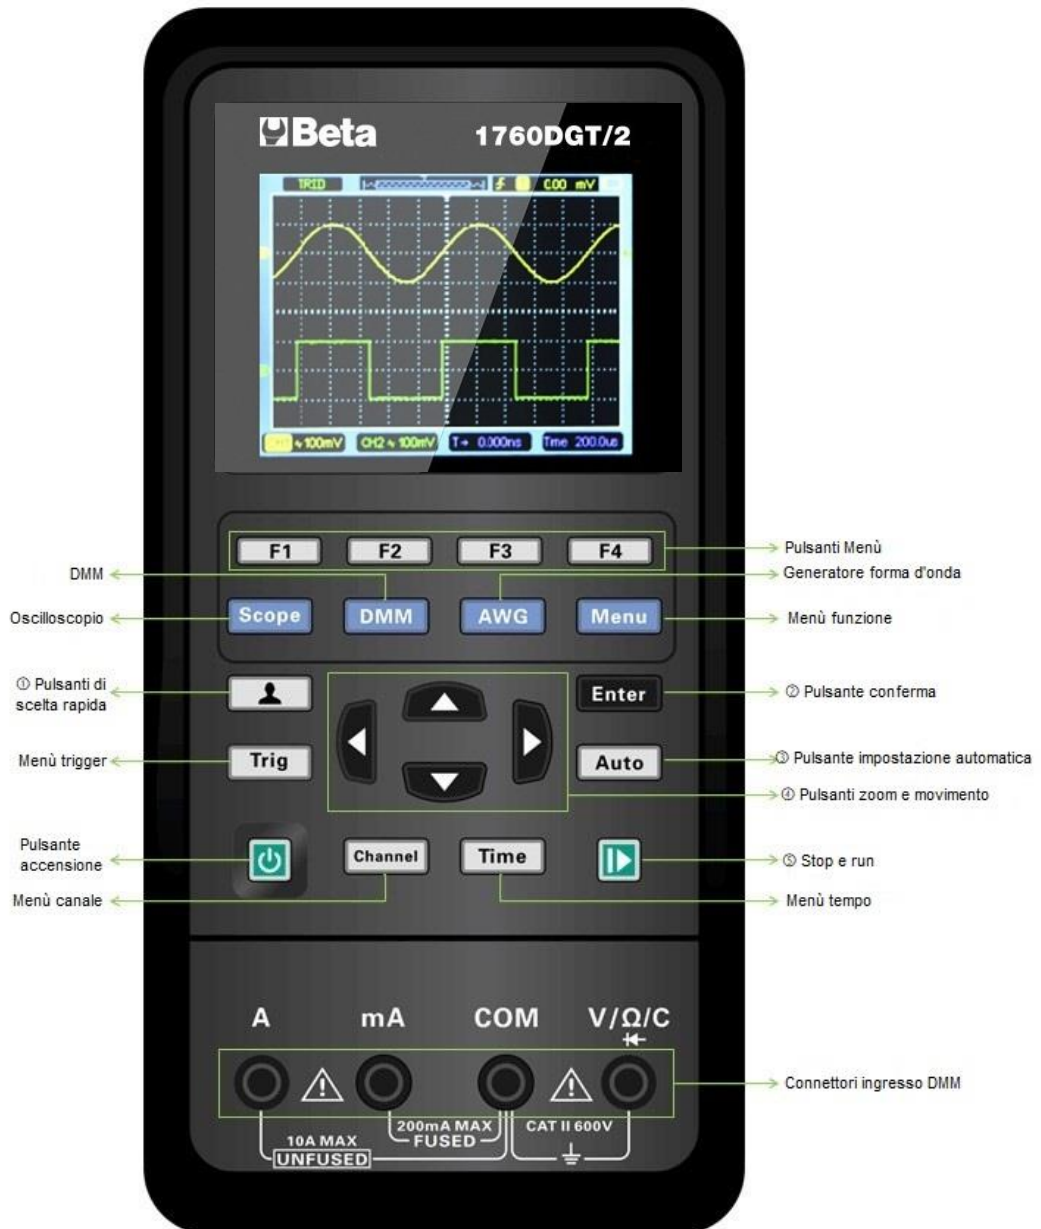 Beta 1760DGT/2
TRID C00 mV
CH1 ∿ 100mV CH2 ∿ 100mV T→ 0.000ns Time 200.0us
F1 F2 F3 F4
Pulsanti Menù
DMM
Generatore forma d'onda
Oscilloscopio
Scope DMM AWG Menu
Menù funzione
① Pulsanti di
scelta rapida
Enter
② Pulsante conferma
Menù trigger
Trig
Auto
③ Pulsante impostazione automatica
④ Pulsanti zoom e movimento
Pulsante
accensione
Channel Time
⑤ Stop e run
Menù canale
Menù tempo
A mA COM V/Ω/C
Connettori ingresso DMM
200mA MAX
FUSED
CAT II 600V
10A MAX
UNFUSED